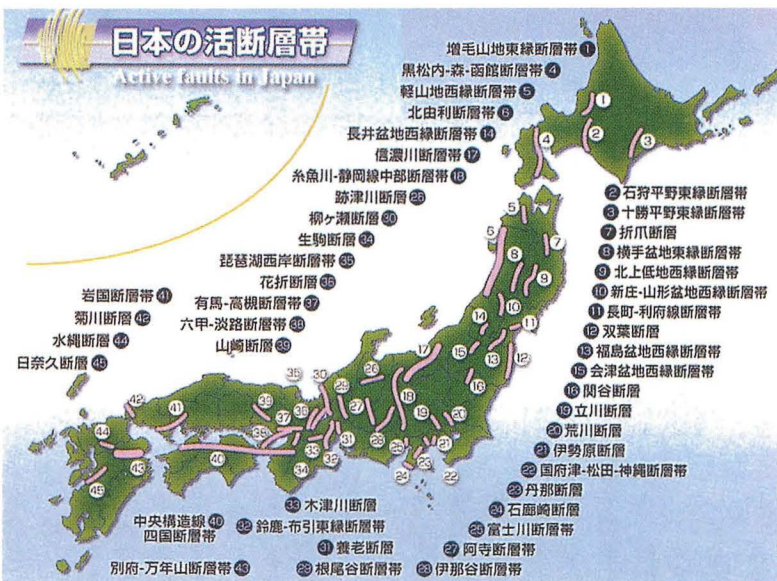 日本の活断層帯
Active faults in Japan
増毛山地東縁断層帯 1
黒松内-森-函館断層帯 4
軽山地西縁断層帯 5
北由利断層帯 6
長井盆地西縁断層帯 14
信濃川断層帯 17
糸魚川-静岡線中部断層帯 18
跡津川断層 26
柳ヶ瀬断層 30
生駒断層 34
琵琶湖西岸断層帯 35
花折断層 36
有馬-高槻断層帯 37
六甲-淡路断層帯 38
山崎断層 39
岩国断層帯 41
菊川断層 42
水縄断層 44
日奈久断層 45
2 石狩平野東縁断層帯
3 十勝平野東縁断層帯
7 折爪断層
8 横手盆地東縁断層帯
9 北上低地西縁断層帯
10 新庄-山形盆地西縁断層帯
11 長町-利府線断層帯
12 双葉断層
13 福島盆地西縁断層帯
15 会津盆地西縁断層帯
16 関谷断層
19 立川断層
20 荒川断層
21 伊勢原断層
22 国府津-松田-神縄断層帯
23 丹那断層
24 石廊崎断層
25 富士川断層帯
27 阿寺断層帯
28 伊那谷断層帯
33 木津川断層
中央構造線 40
四国断層帯
32 鈴鹿-布引東縁断層帯
31 養老断層
別府-万年山断層帯 43
29 根尾谷断層帯